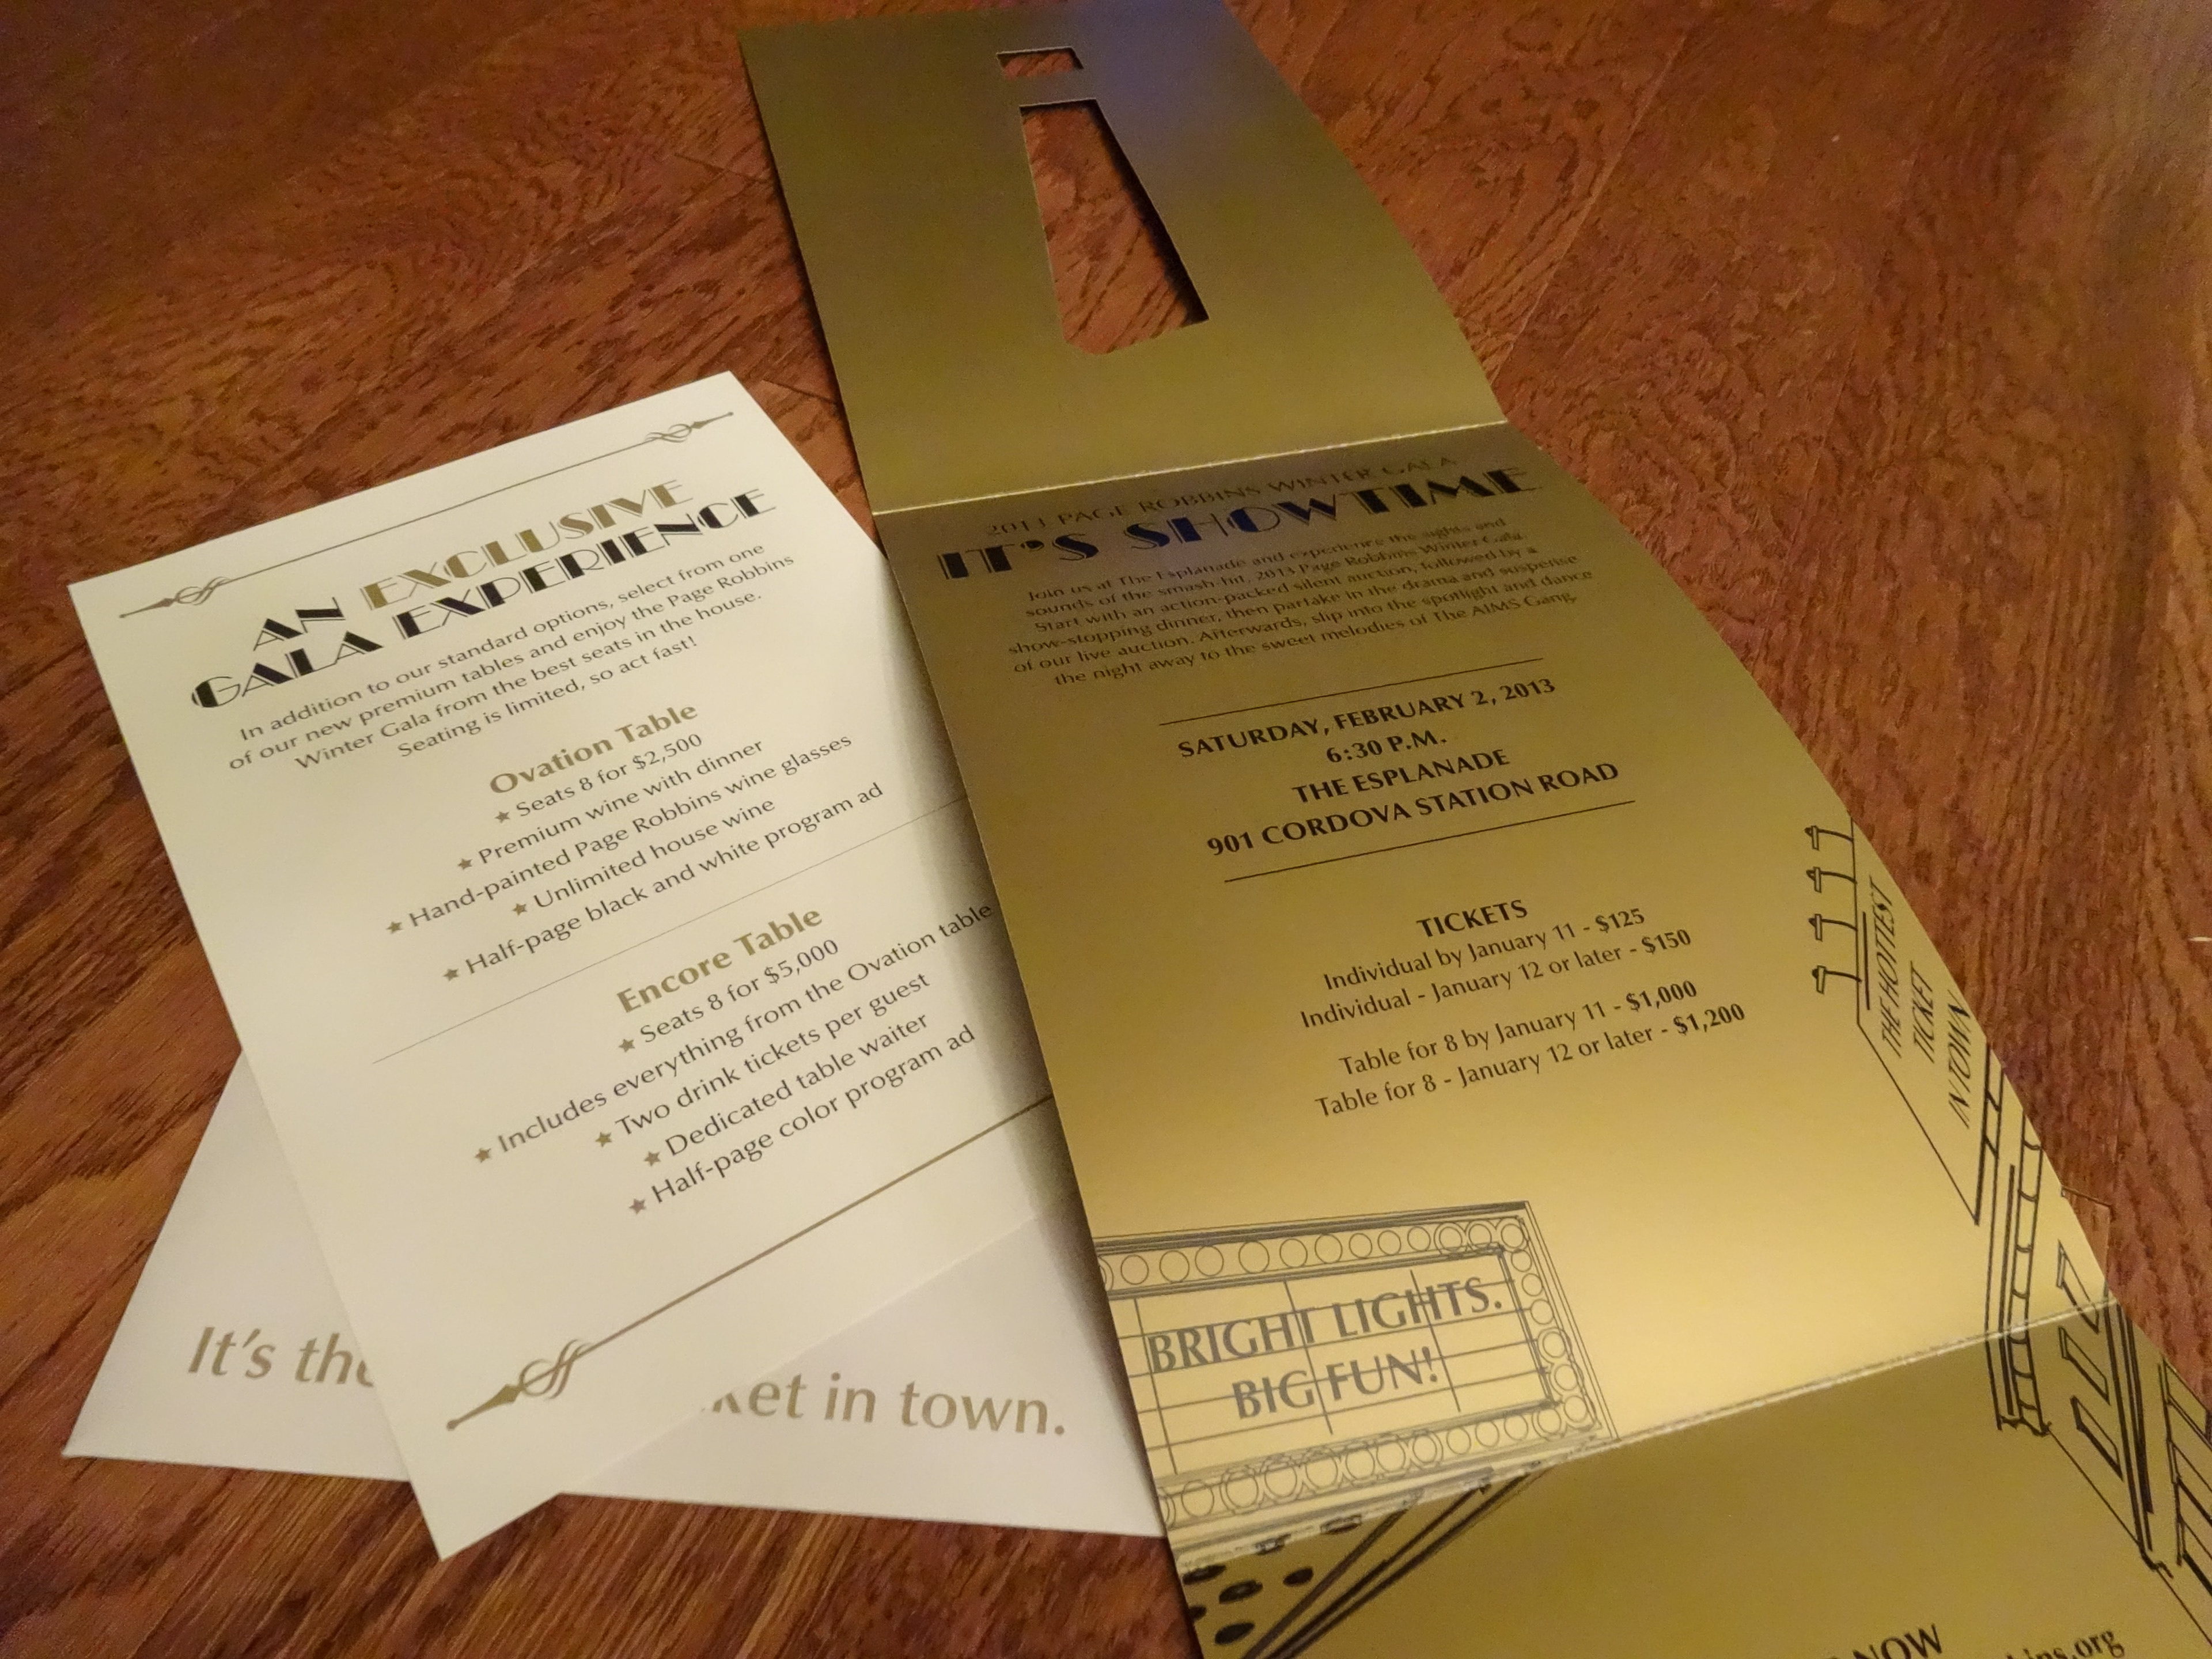 AN EXCLUSIVE
GALA EXPERIENCE
In addition to our standard options, select from one
of our new premium tables and enjoy the Page Robbins
Winter Gala from the best seats in the house.
Seating is limited, so act fast!
Ovation Table
★ Seats 8 for $2,500
★ Premium wine with dinner
★ Hand-painted Page Robbins wine glasses
★ Unlimited house wine
★ Half-page black and white program ad
Encore Table
★ Seats 8 for $5,000
★ Includes everything from the Ovation table
★ Two drink tickets per guest
★ Dedicated table waiter
★ Half-page color program ad
It's the
ket in town.
2013 PAGE ROBBINS WINTER GALA
IT'S SHOWTIME
Join us at The Esplanade and experience the sights and
sounds of the smash-hit, 2013 Page Robbins Winter Gala.
Start with an action-packed silent auction, followed by a
show-stopping dinner, then partake in the drama and suspense
of our live auction. Afterwards, slip into the spotlight and dance
the night away to the sweet melodies of The AIMS Gang.
SATURDAY, FEBRUARY 2, 2013
6:30 P.M.
THE ESPLANADE
901 CORDOVA STATION ROAD
TICKETS
Individual by January 11 - $125
Individual - January 12 or later - $150
Table for 8 by January 11 - $1,000
Table for 8 - January 12 or later - $1,200
THE HOTTEST
TICKET
IN TOWN
BRIGHT LIGHTS.
BIG FUN!
NOW
ins.org